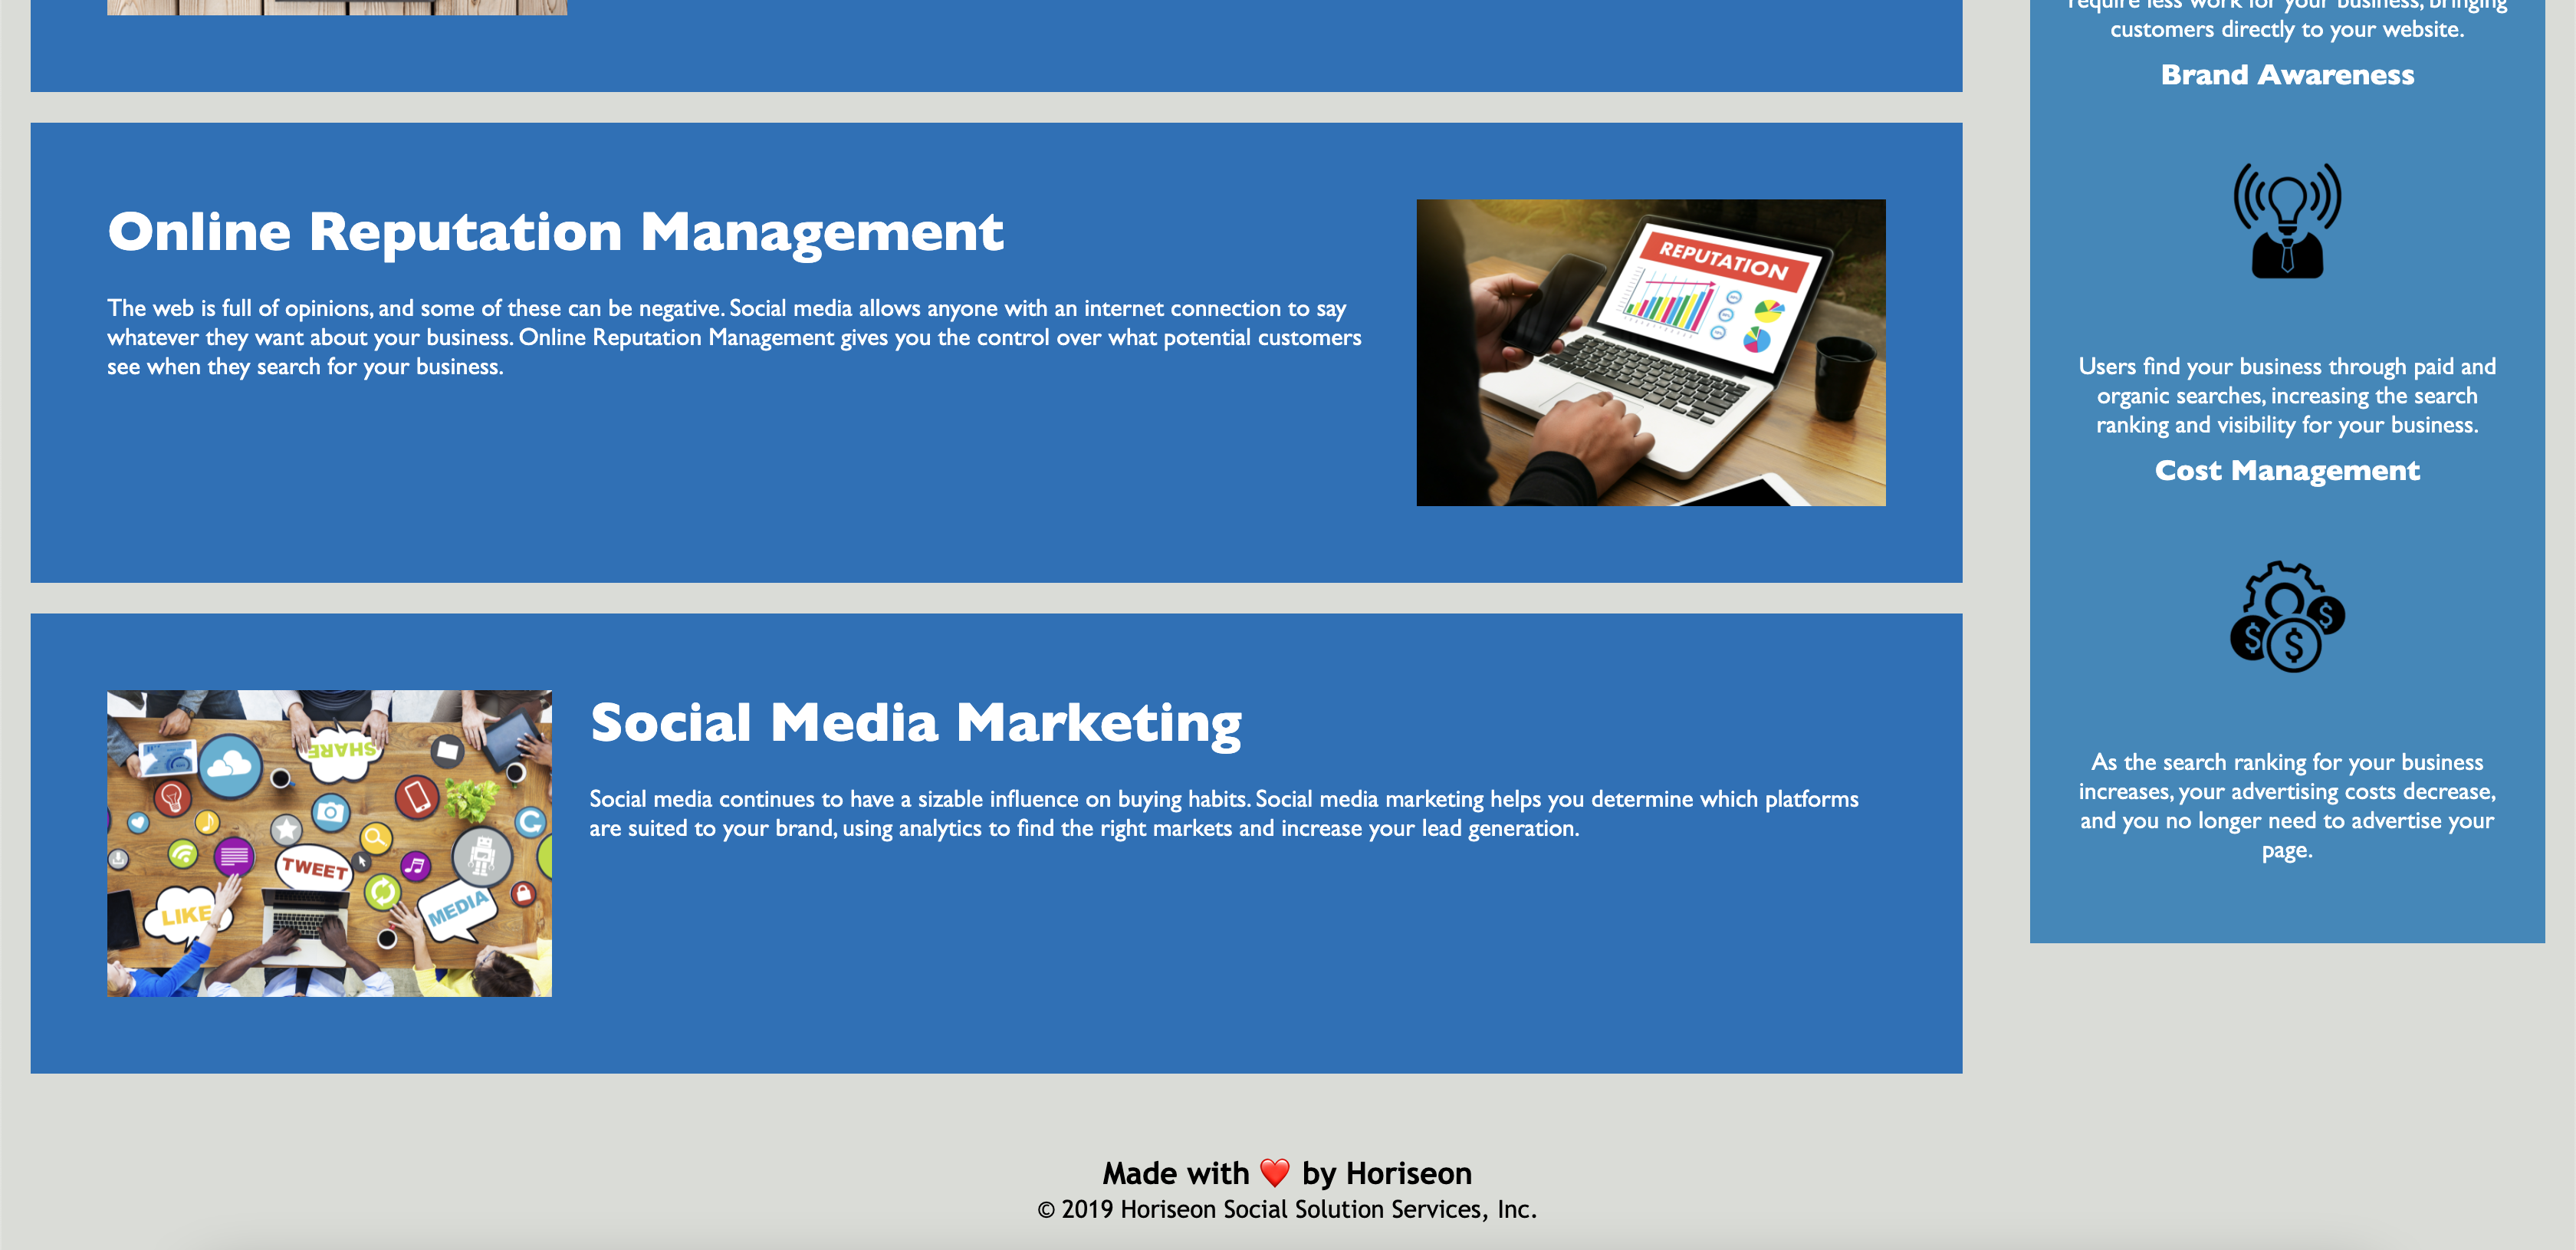 Online Reputation Management
The web is full of opinions, and some of these can be negative. Social media allows anyone with an internet connection to say
whatever they want about your business. Online Reputation Management gives you the control over what potential customers
see when they search for your business.
REPUTATION
SHARE
TWEET
LIKE
MEDIA
Social Media Marketing
Social media continues to have a sizable influence on buying habits. Social media marketing helps you determine which platforms
are suited to your brand, using analytics to find the right markets and increase your lead generation.
require less work for your business, bringing
customers directly to your website.
Brand Awareness
Users find your business through paid and
organic searches, increasing the search
ranking and visibility for your business.
Cost Management
$ $ $
As the search ranking for your business
increases, your advertising costs decrease,
and you no longer need to advertise your
page.
Made with ❤️ by Horiseon
© 2019 Horiseon Social Solution Services, Inc.